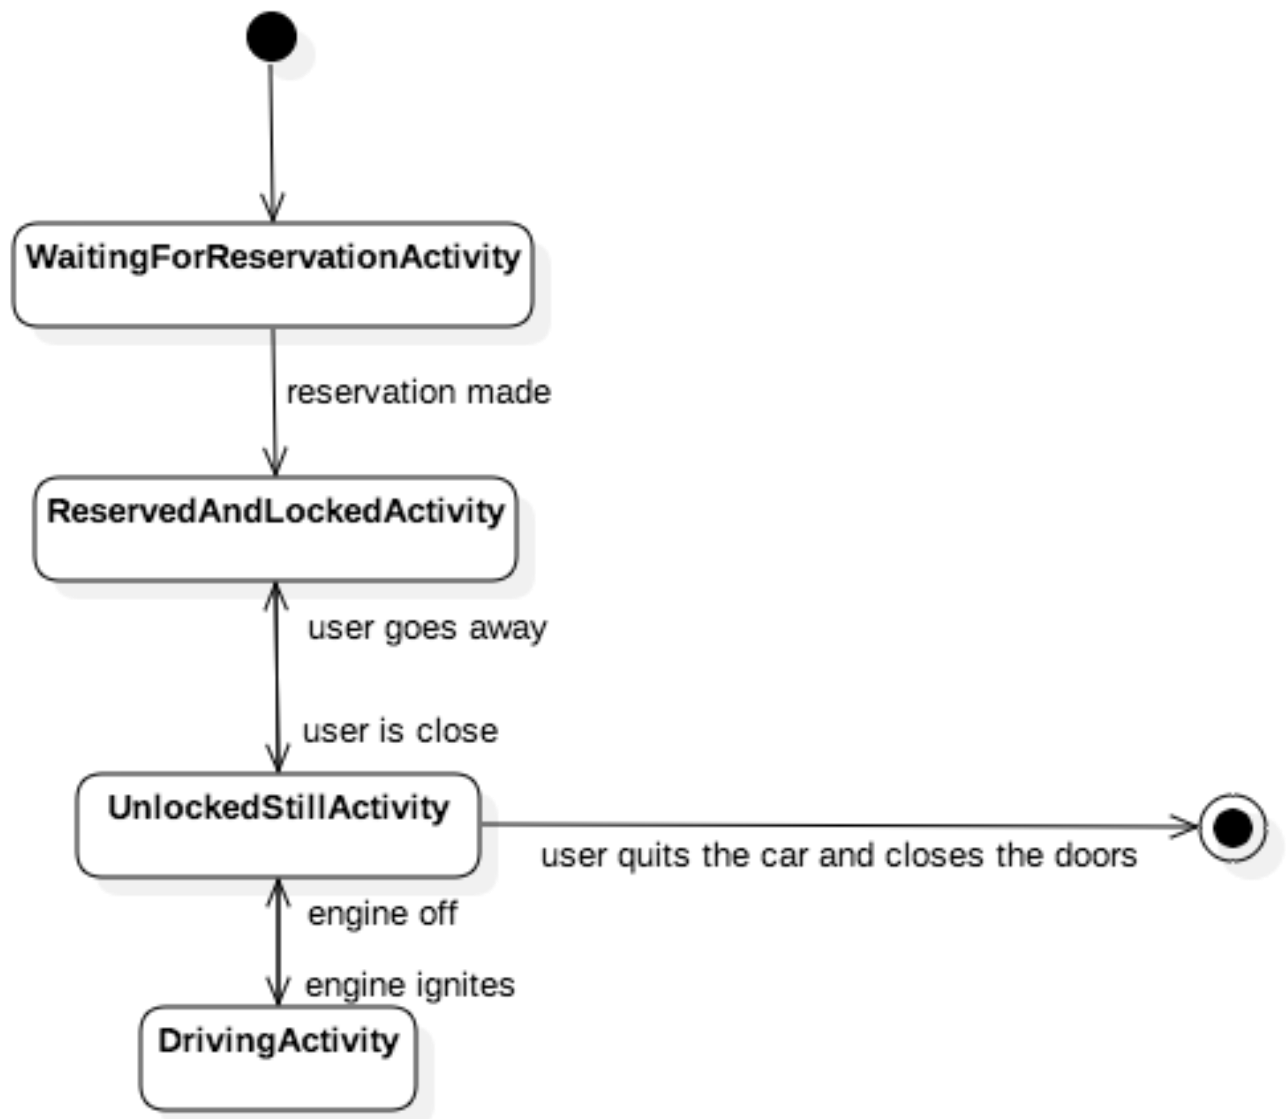 WaitingForReservationActivity
reservation made
ReservedAndLockedActivity
user goes away
user is close
UnlockedStillActivity
user quits the car and closes the doors
engine off
engine ignites
DrivingActivity